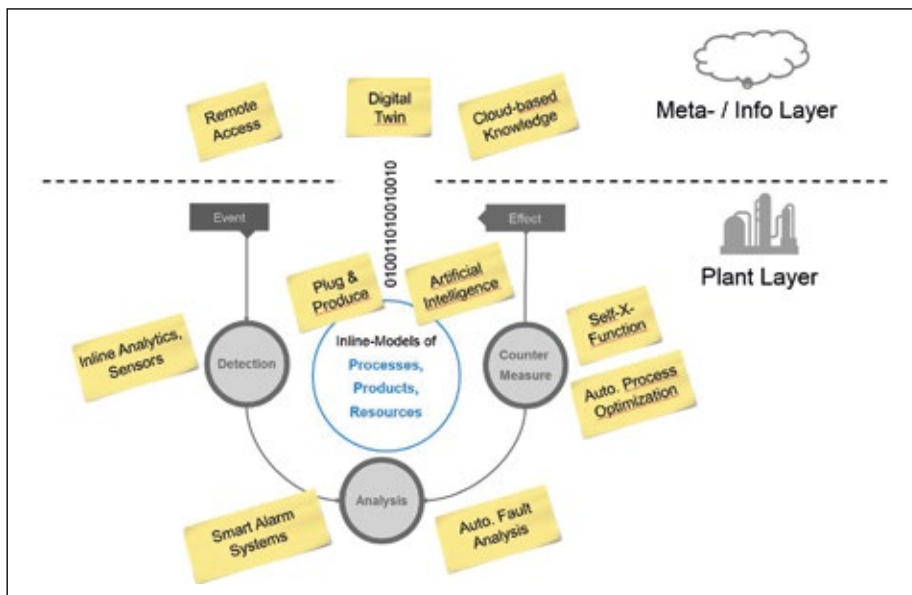 Remote
Access
Digital
Twin
Cloud-based
Knowledge
Meta- / Info Layer
010011010010010
Event
Effect
Plant Layer
Plug &
Produce
Artificial
Intelligence
Inline Analytics,
Sensors
Detection
Inline-Models of
Processes,
Products,
Resources
Counter
Measure
Self-X-
Function
Auto. Process
Optimization
Analysis
Smart Alarm
Systems
Auto. Fault
Analysis